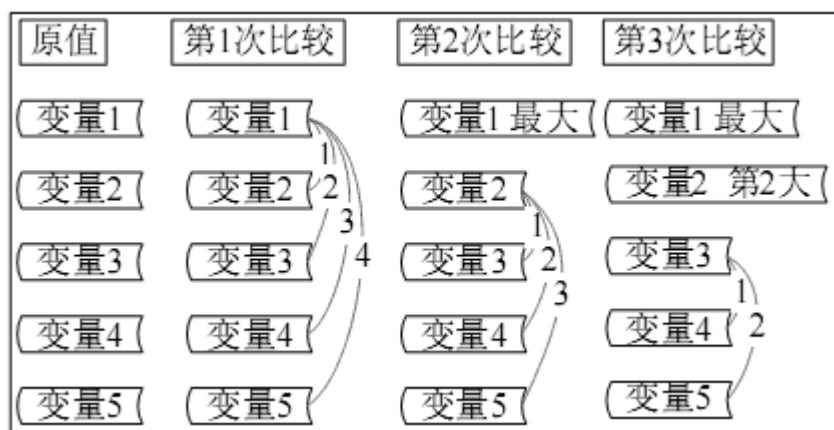 原值 第1次比较 第2次比较 第3次比较
变量1 变量1 变量1 最大 变量1 最大
1
变量2 变量2 2 变量2 变量2 第2大
3 1
变量3 变量3 4 变量3 2 变量3
3 1
变量4 变量4 变量4 变量4 2
变量5 变量5 变量5 变量5